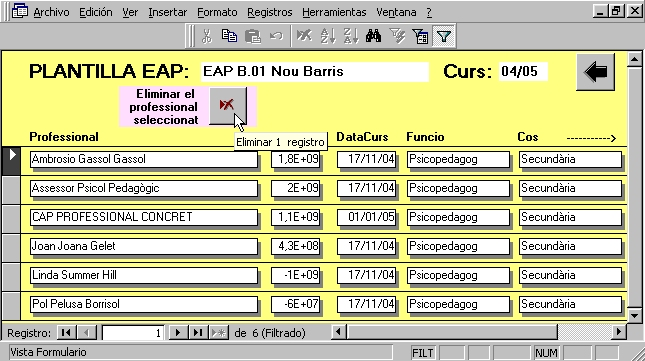 Archivo Edición Ver Insertar Formato Registros Herramientas Ventana ?
PLANTILLA EAP: EAP B.01 Nou Barris Curs: 04/05
Eliminar el
professional
seleccionat
Eliminar 1 registro
Professional DataCurs Funcio Cos ---------->
Ambrosio Gassol Gassol 1,8E+09 17/11/04 Psicopedagog Secundària
Assessor Psicol Pedagògic 2E+09 17/11/04 Psicopedagog Secundària
CAP PROFESSIONAL CONCRET 1,1E+09 01/01/05 Psicopedagog Secundària
Joan Joana Gelet 4,3E+08 17/11/04 Psicopedagog Secundària
Linda Summer Hill -1E+09 17/11/04 Psicopedagog Secundària
Pol Pelusa Borrisol -6E+07 17/11/04 Psicopedagog Secundària
Registro: 1 de 6 (Filtrado)
Vista Formulario FILT NUM